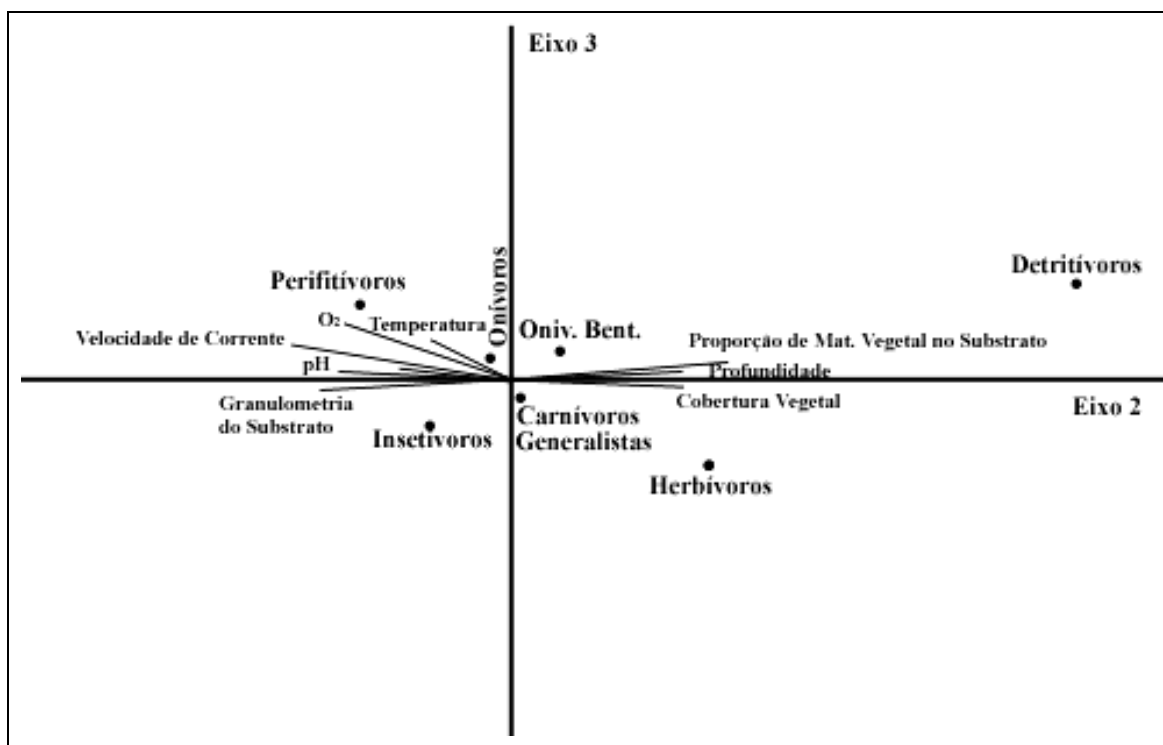 Eixo 3
Detritívoros
Perifitívoros
Onívoros
O₂
Temperatura
Oniv. Bent.
Velocidade de Corrente
Proporção de Mat. Vegetal no Substrato
pH
Profundidade
Granulometria
do Substrato
Cobertura Vegetal
Eixo 2
Carnívoros
Generalistas
Insetívoros
Herbívoros